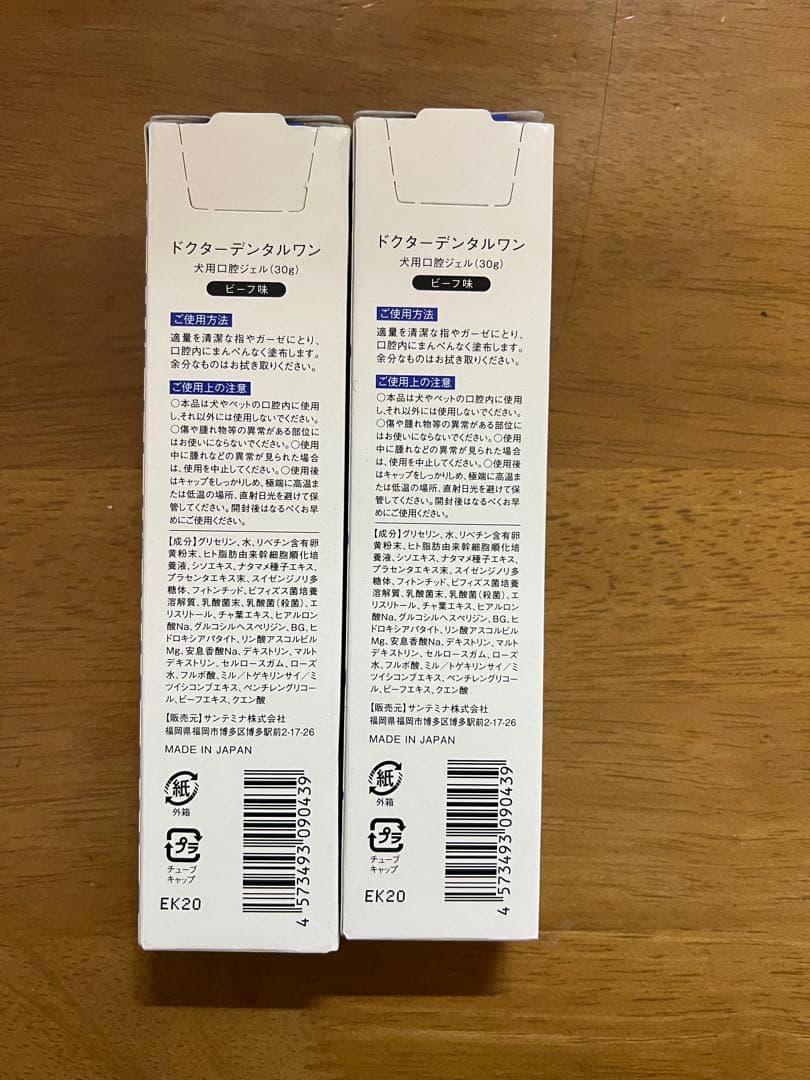 ドクターデンタルワン
犬用口腔ジェル(30g)
ビーフ味
ご使用方法
適量を清潔な指やガーゼにとり、
口腔内にまんべんなく塗布します。
余分なものはお拭き取りください。
ご使用上の注意
○本品は犬やペットの口腔内に使用
し、それ以外には使用しないでください。
○傷や腫れ物等の異常がある部位に
はお使いにならないでください。○使用
中に腫れなどの異常が見られた場合
は、使用を中止してください。○使用後
はキャップをしっかりしめ、極端に高温ま
たは低温の場所、直射日光を避けて保
管してください。開封後はなるべくお早
めにご使用ください。
【成分】グリセリン、水、リベチン含有卵
黄粉末、ヒト脂肪由来幹細胞順化培
養液、シソエキス、ナタマメ種子エキス、
プラセンタエキス末、スイゼンジノリ多
糖体、フィトンチッド、ビフィズス菌培養
溶解質、乳酸菌末、乳酸菌(殺菌)、エ
リスリトール、チャ葉エキス、ヒアルロン
酸Na、グルコシルヘスペリジン、BG、ヒ
ドロキシアパタイト、リン酸アスコルビル
Mg、安息香酸Na、デキストリン、マルト
デキストリン、セルロースガム、ローズ
水、フルボ酸、ミル/トゲキリンサイ/ミ
ツイシコンブエキス、ペンチレングリコー
ル、ビーフエキス、クエン酸
【販売元】サンテミナ株式会社
福岡県福岡市博多区博多駅前2-17-26
MADE IN JAPAN
紙
外箱
プラ
チューブ
キャップ
EK20
4 573493 090439
ドクターデンタルワン
犬用口腔ジェル(30g)
ビーフ味
ご使用方法
適量を清潔な指やガーゼにとり、
口腔内にまんべんなく塗布します。
余分なものはお拭き取りください。
ご使用上の注意
○本品は犬やペットの口腔内に使用
し、それ以外には使用しないでください。
○傷や腫れ物等の異常がある部位に
はお使いにならないでください。○使用
中に腫れなどの異常が見られた場合
は、使用を中止してください。○使用後
はキャップをしっかりしめ、極端に高温ま
たは低温の場所、直射日光を避けて保
管してください。開封後はなるべくお早
めにご使用ください。
【成分】グリセリン、水、リベチン含有卵
黄粉末、ヒト脂肪由来幹細胞順化培
養液、シソエキス、ナタマメ種子エキス、
プラセンタエキス末、スイゼンジノリ多
糖体、フィトンチッド、ビフィズス菌培養
溶解質、乳酸菌末、乳酸菌(殺菌)、エ
リスリトール、チャ葉エキス、ヒアルロン
酸Na、グルコシルヘスペリジン、BG、ヒ
ドロキシアパタイト、リン酸アスコルビル
Mg、安息香酸Na、デキストリン、マルト
デキストリン、セルロースガム、ローズ
水、フルボ酸、ミル/トゲキリンサイ/ミ
ツイシコンブエキス、ペンチレングリコー
ル、ビーフエキス、クエン酸
【販売元】サンテミナ株式会社
福岡県福岡市博多区博多駅前2-17-26
MADE IN JAPAN
紙
外箱
プラ
チューブ
キャップ
EK20
4 573493 090439